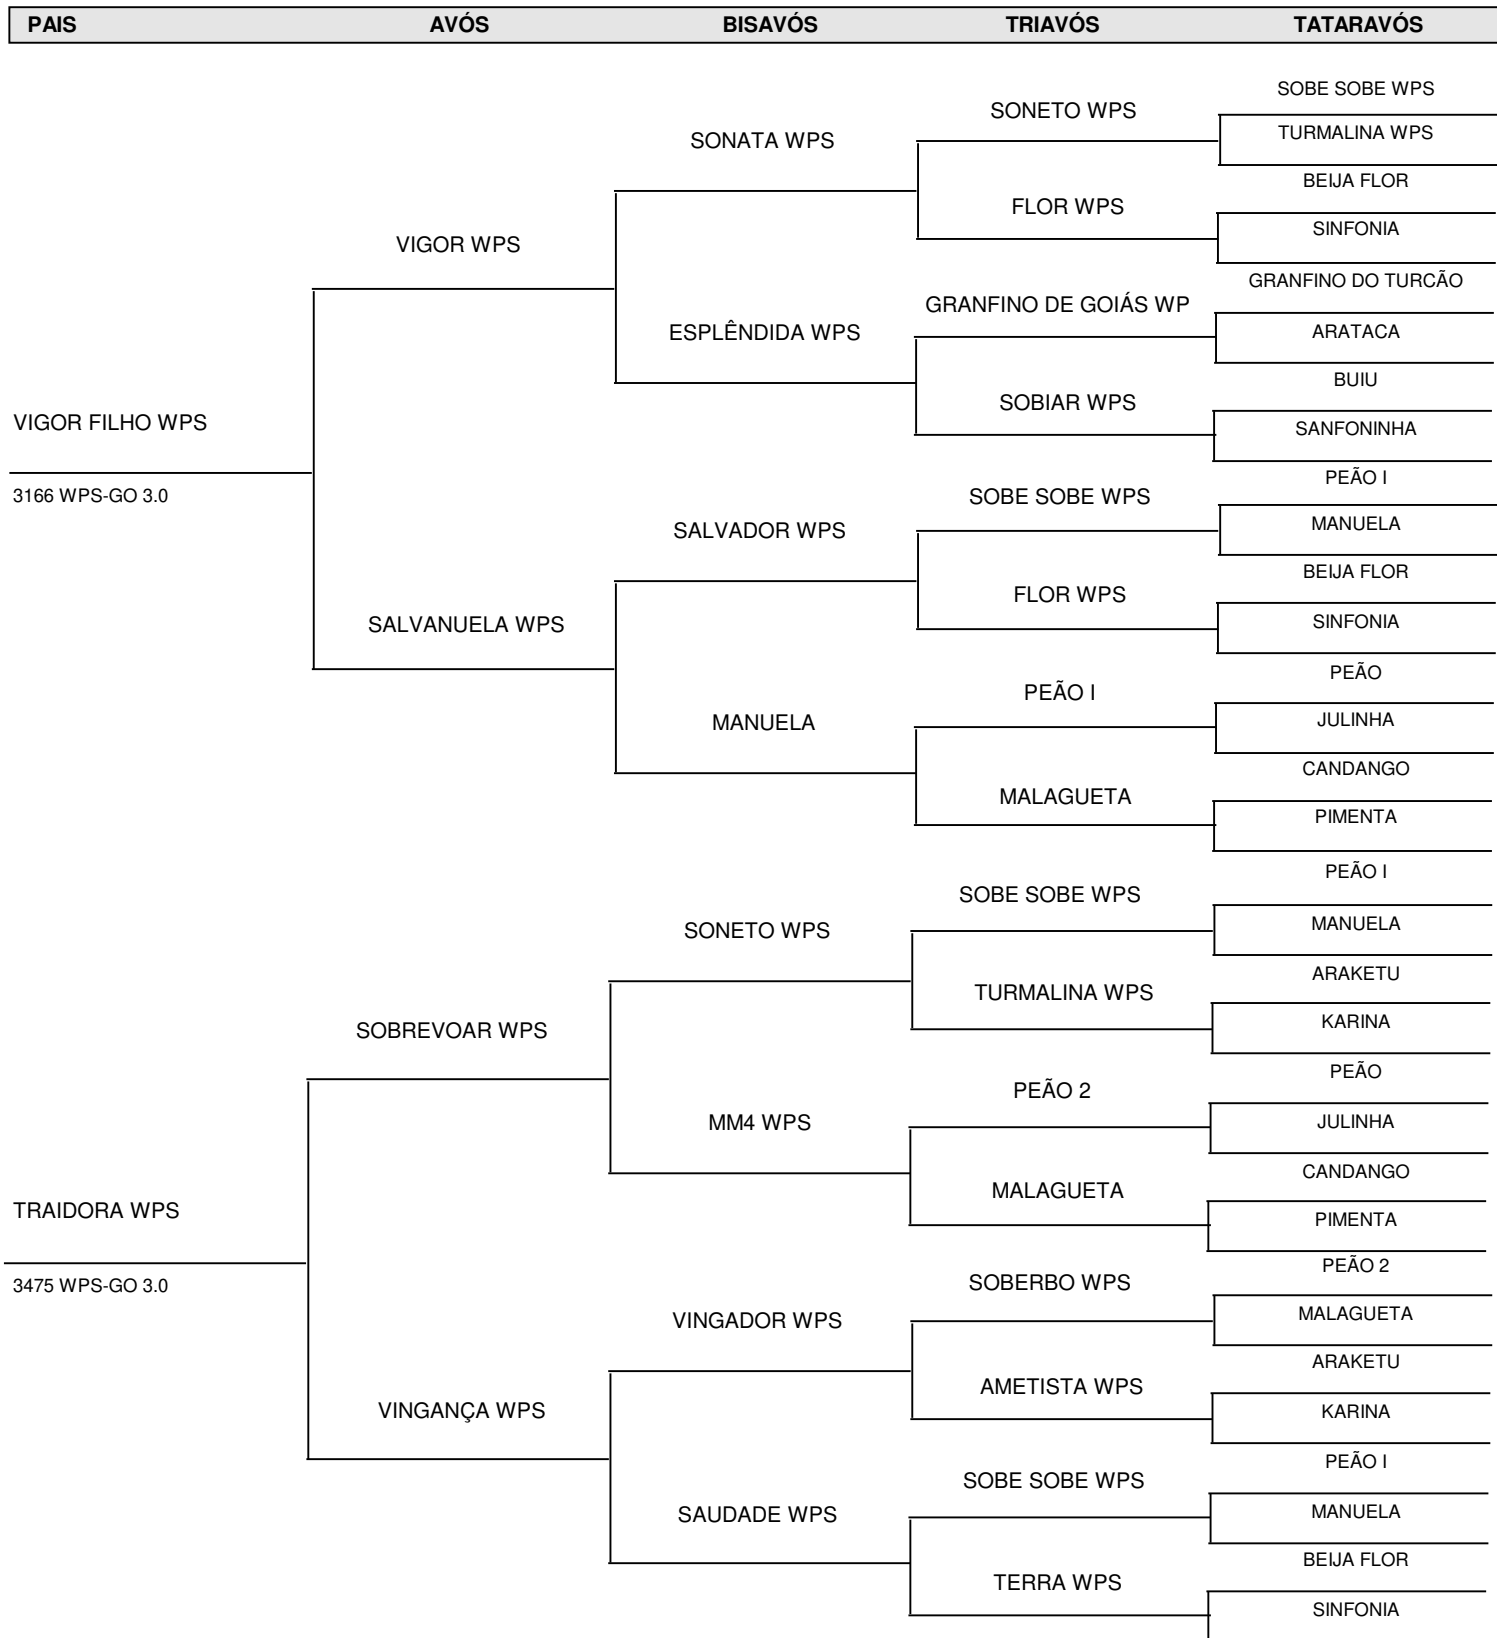 PAIS AVÓS BISAVÓS TRIAVÓS TATARAVÓS
SOBE SOBE WPS
SONETO WPS
TURMALINA WPS
SONATA WPS
BEIJA FLOR
FLOR WPS
SINFONIA
VIGOR WPS
GRANFINO DO TURCÃO
GRANFINO DE GOIÁS WP
ARATACA
ESPLÊNDIDA WPS
BUIU
SOBIAR WPS
SANFONINHA
VIGOR FILHO WPS
3166 WPS-GO 3.0
PEÃO I
SOBE SOBE WPS
MANUELA
SALVADOR WPS
BEIJA FLOR
FLOR WPS
SINFONIA
SALVANUELA WPS
PEÃO
PEÃO I
JULINHA
MANUELA
CANDANGO
MALAGUETA
PIMENTA
PEÃO I
SOBE SOBE WPS
MANUELA
SONETO WPS
ARAKETU
TURMALINA WPS
KARINA
SOBREVOAR WPS
PEÃO
PEÃO 2
JULINHA
MM4 WPS
CANDANGO
MALAGUETA
PIMENTA
TRAIDORA WPS
3475 WPS-GO 3.0
PEÃO 2
SOBERBO WPS
MALAGUETA
VINGADOR WPS
ARAKETU
AMETISTA WPS
KARINA
VINGANÇA WPS
PEÃO I
SOBE SOBE WPS
MANUELA
SAUDADE WPS
BEIJA FLOR
TERRA WPS
SINFONIA